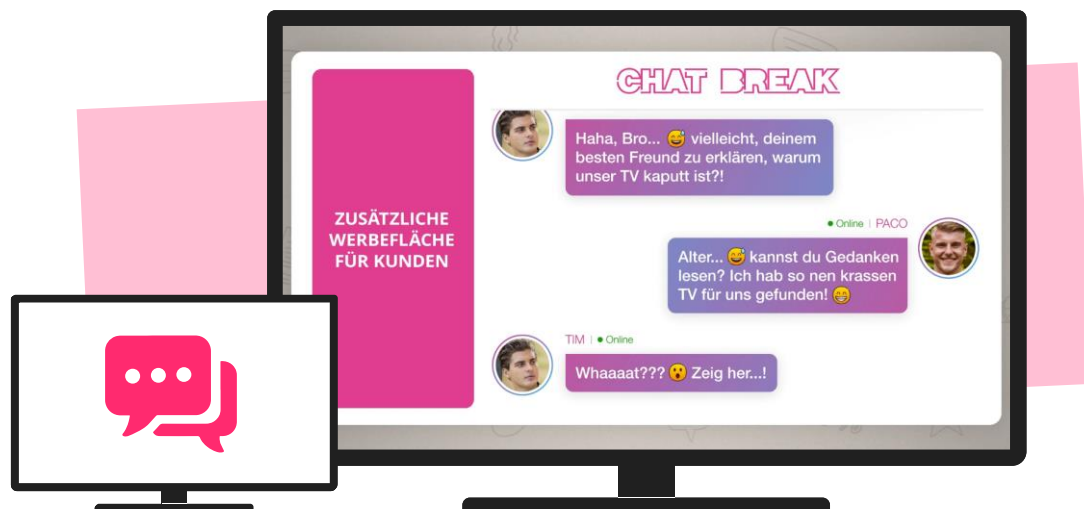 CHAT BREAK
ZUSÄTZLICHE
WERBEFLÄCHE
FÜR KUNDEN
Haha, Bro... 😅 vielleicht, deinem
besten Freund zu erklären, warum
unser TV kaputt ist?!
Online | PACO
Alter... 😅 kannst du Gedanken
lesen? Ich hab so nen krassen
TV für uns gefunden! 😁
TIM | Online
Whaaaat??? 😮 Zeig her...!